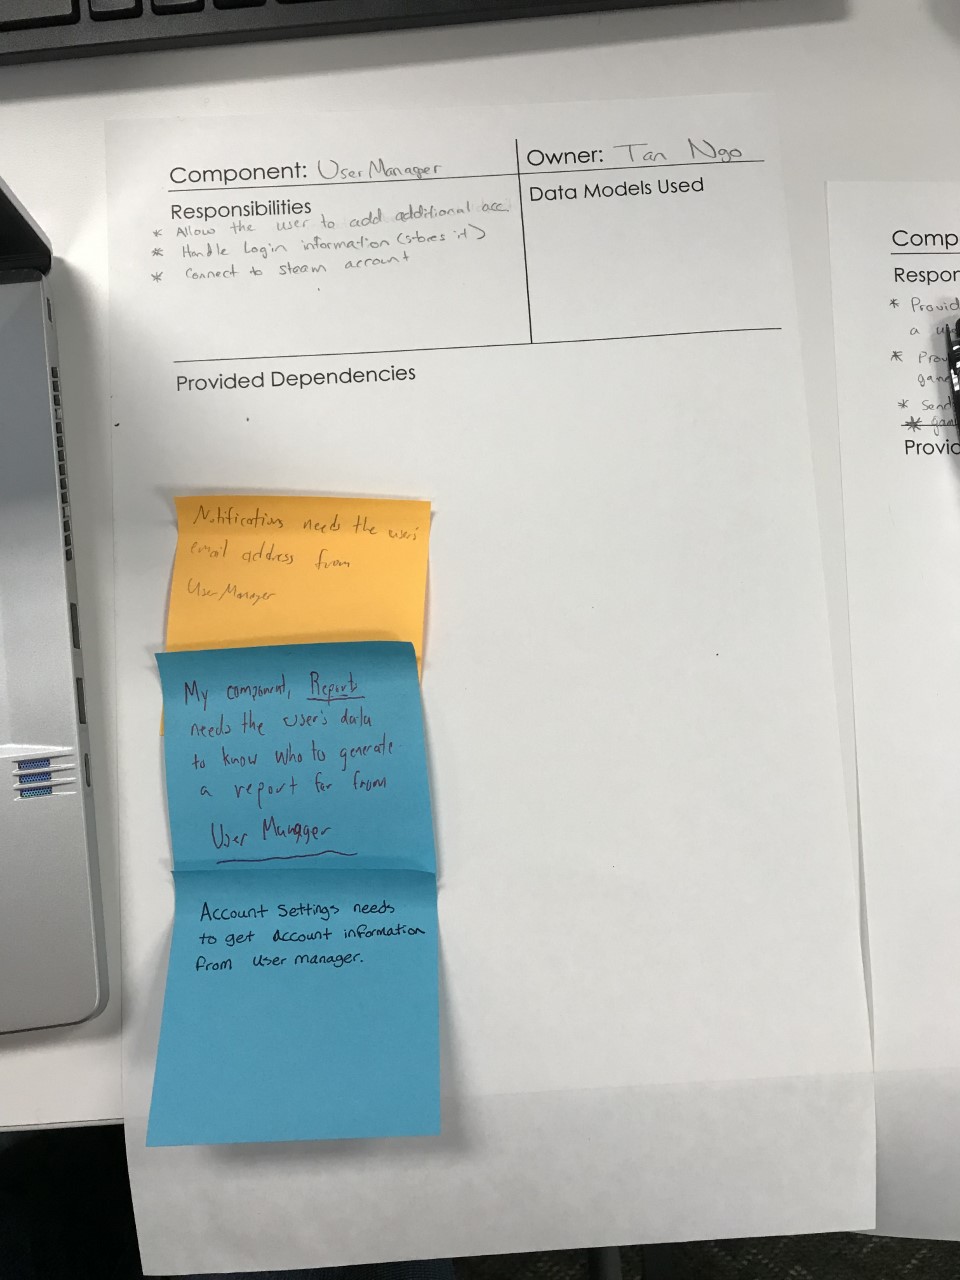 Component: User Manager
Owner: Tan Ngo
Responsibilities
* Allow the user to add additional acc.
* Handle Login information (stores it)
* Connect to steam account
Data Models Used
Provided Dependencies
Notifications needs the user's
email address from
User Manager
My component, Reports
needs the user's data
to know who to generate
a report for from
User Manager
Account Settings needs
to get account information
from user manager.
Comp
Respon
* Provid
a
* Prov
gam
* Send
* gam
Provid